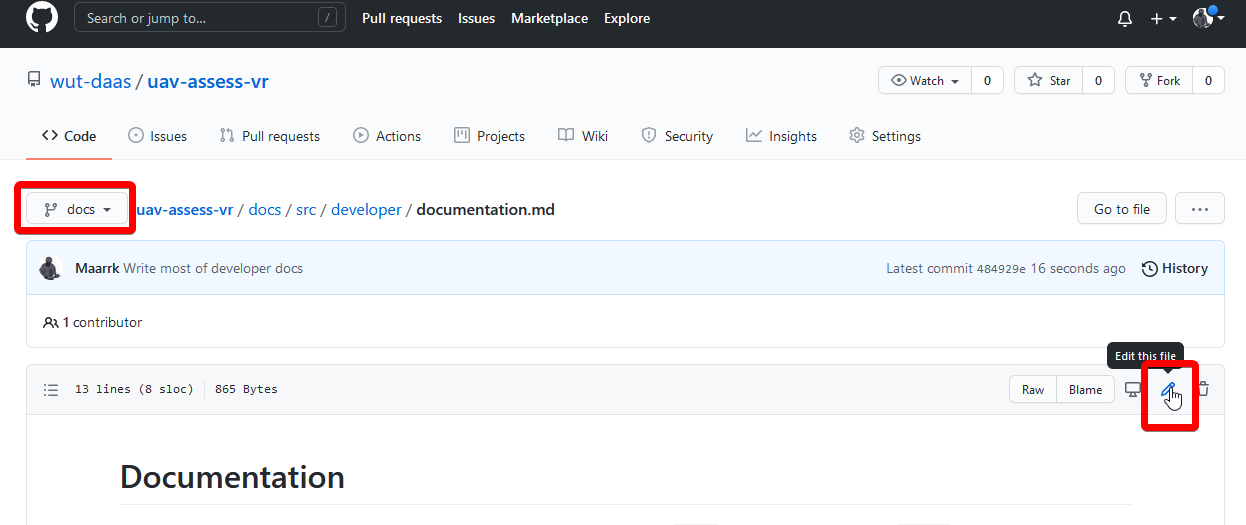 Search or jump to... / Pull requests Issues Marketplace Explore
wut-daas / uav-assess-vr Watch 0 Star 0 Fork 0
Code Issues Pull requests Actions Projects Wiki Security Insights Settings
docs uav-assess-vr / docs / src / developer / documentation.md Go to file ...
Maarrk Write most of developer docs Latest commit 484929e 16 seconds ago History
1 contributor
Edit this file
13 lines (8 sloc) 865 Bytes Raw Blame
Documentation